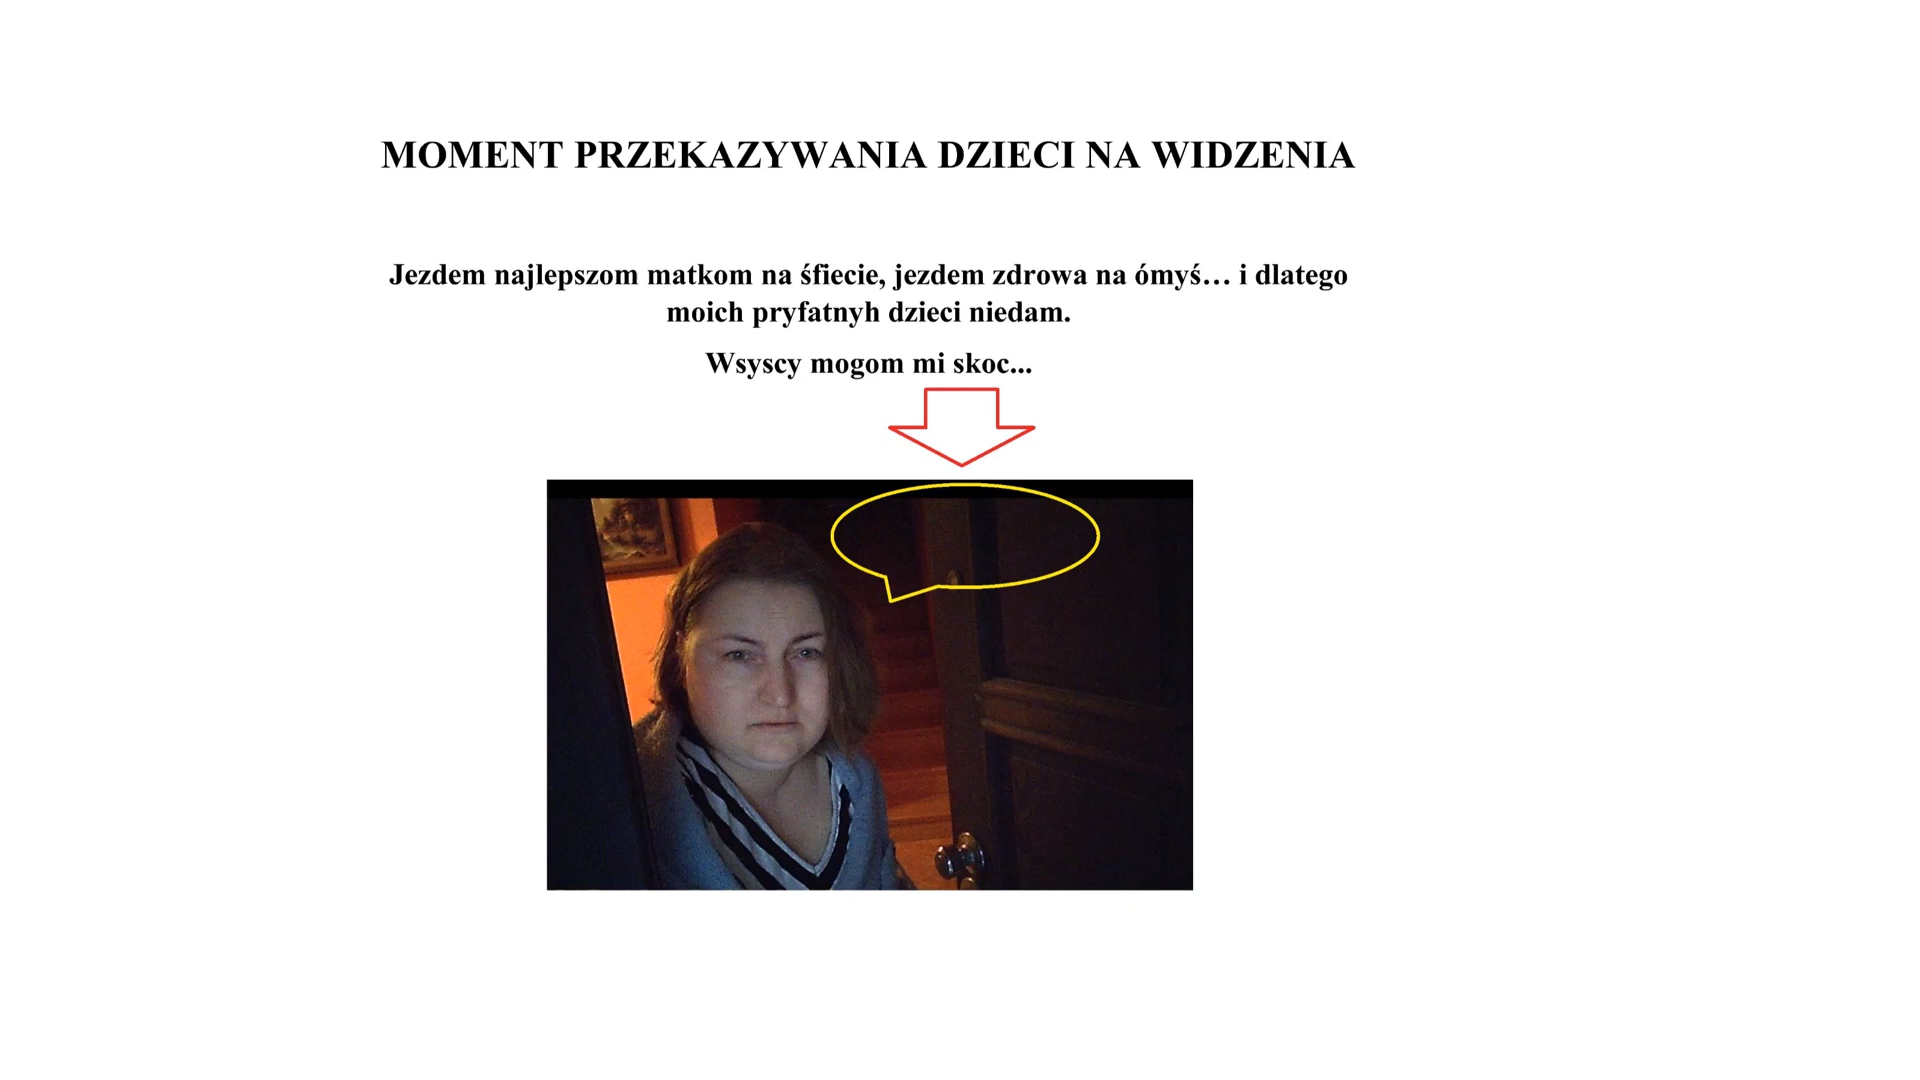 MOMENT PRZEKAZYWANIA DZIECI NA WIDZENIA
Jezdem najlepszom matkom na śfiecie, jezdem zdrowa na ómyś… i dlatego
moich pryfatnyh dzieci niedam.
Wsyscy mogom mi skoc...